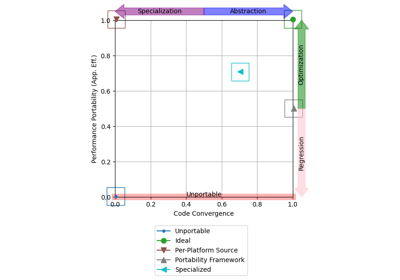 Specialization
Abstraction
1.0
0.8
0.6
0.4
0.2
0.0
Performance Portability (App. Eff.)
Optimization
Regression
Unportable
0.0
0.2
0.4
0.6
0.8
1.0
Code Convergence
Unportable
Ideal
Per-Platform Source
Portability Framework
Specialized